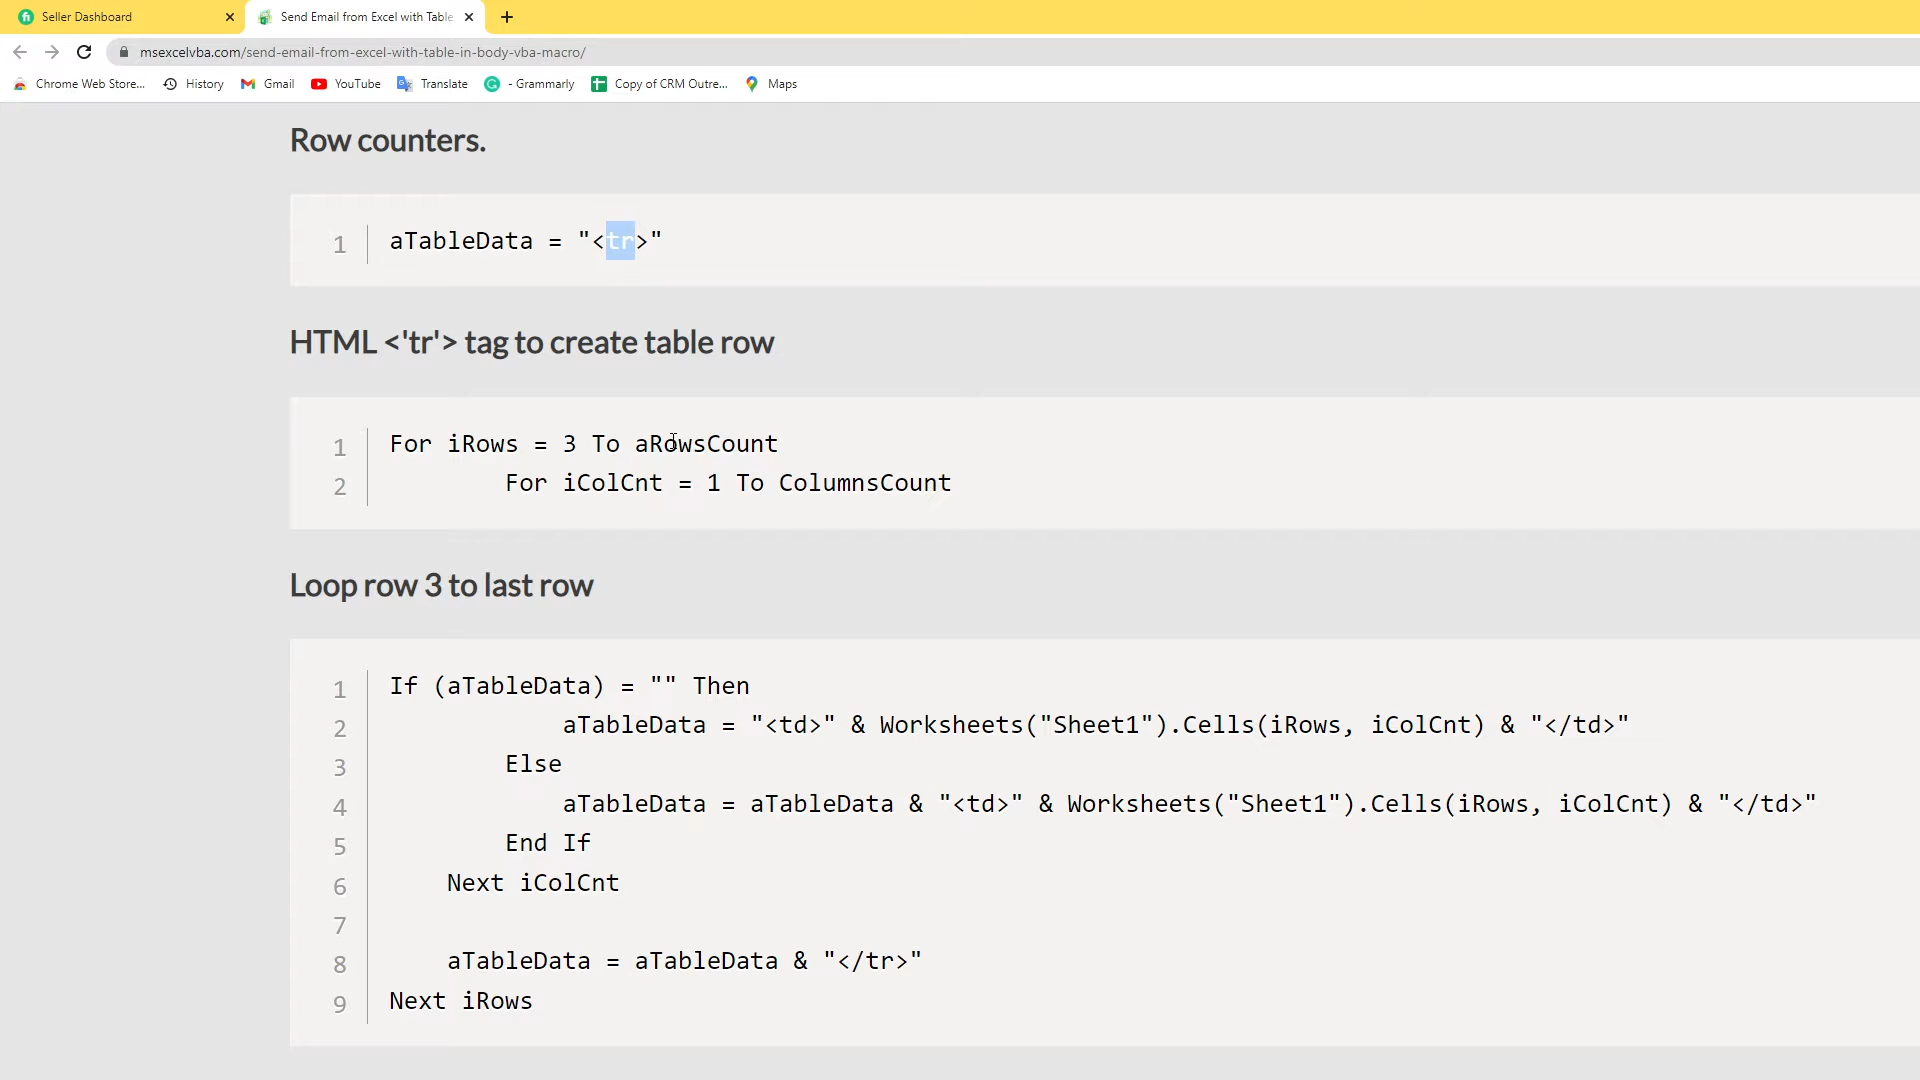 Seller Dashboard
Send Email from Excel with Table
msexcelvba.com/send-email-from-excel-with-table-in-body-vba-macro/
Chrome Web Store... History Gmail YouTube Translate - Grammarly Copy of CRM Outre... Maps
Row counters.
1 aTableData = "<tr>"
HTML <'tr'> tag to create table row
1 For iRows = 3 To aRowsCount
2 For iColCnt = 1 To ColumnsCount
Loop row 3 to last row
1 If (aTableData) = "" Then
2 aTableData = "<td>" & Worksheets("Sheet1").Cells(iRows, iColCnt) & "</td>"
3 Else
4 aTableData = aTableData & "<td>" & Worksheets("Sheet1").Cells(iRows, iColCnt) & "</td>"
5 End If
6 Next iColCnt
7
8 aTableData = aTableData & "</tr>"
9 Next iRows